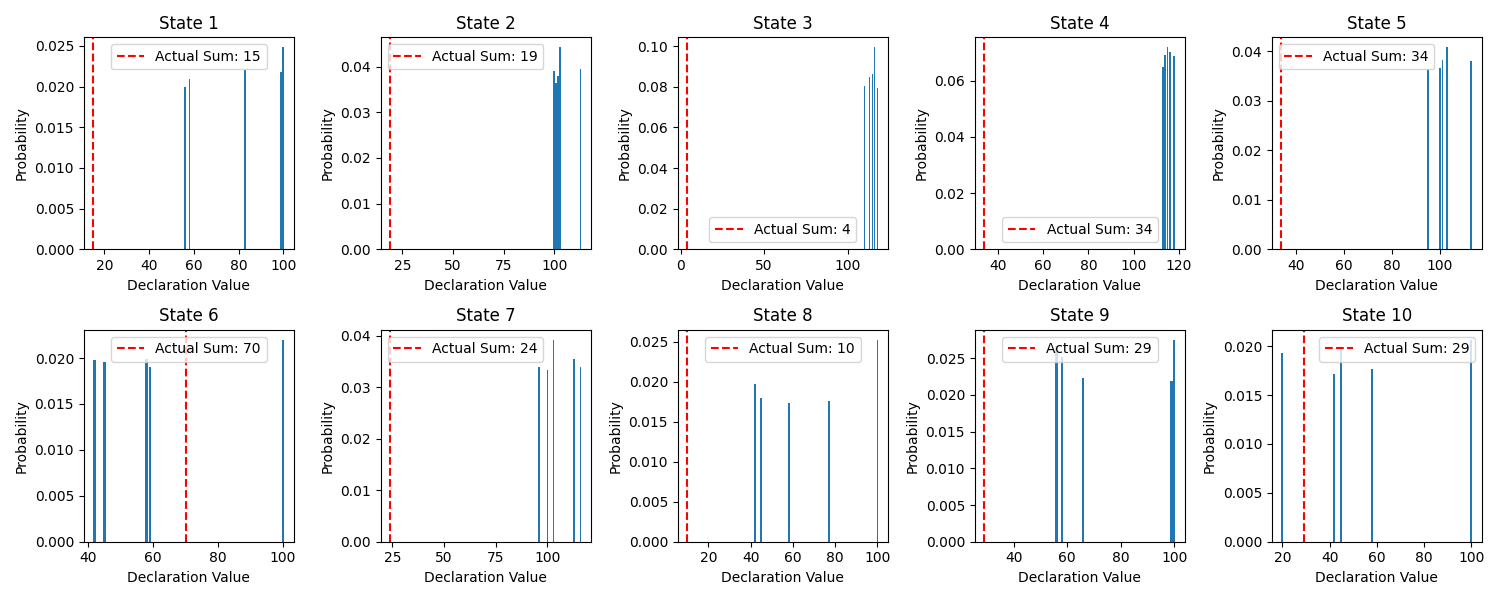 State 1
State 2
State 3
State 4
State 5
Probability
0.025
0.020
0.015
0.010
0.005
0.000
Actual Sum: 15
20 40 60 80 100
Declaration Value
Probability
0.04
0.03
0.02
0.01
0.00
Actual Sum: 19
25 50 75 100
Declaration Value
Probability
0.10
0.08
0.06
0.04
0.02
0.00
Actual Sum: 4
0 50 100
Declaration Value
Probability
0.06
0.04
0.02
0.00
Actual Sum: 34
40 60 80 100 120
Declaration Value
Probability
0.04
0.03
0.02
0.01
0.00
Actual Sum: 34
40 60 80 100
Declaration Value
State 6
State 7
State 8
State 9
State 10
Probability
0.020
0.015
0.010
0.005
0.000
Actual Sum: 70
40 60 80 100
Declaration Value
Probability
0.04
0.03
0.02
0.01
0.00
Actual Sum: 24
25 50 75 100
Declaration Value
Probability
0.025
0.020
0.015
0.010
0.005
0.000
Actual Sum: 10
20 40 60 80 100
Declaration Value
Probability
0.025
0.020
0.015
0.010
0.005
0.000
Actual Sum: 29
40 60 80 100
Declaration Value
Probability
0.020
0.015
0.010
0.005
0.000
Actual Sum: 29
20 40 60 80 100
Declaration Value